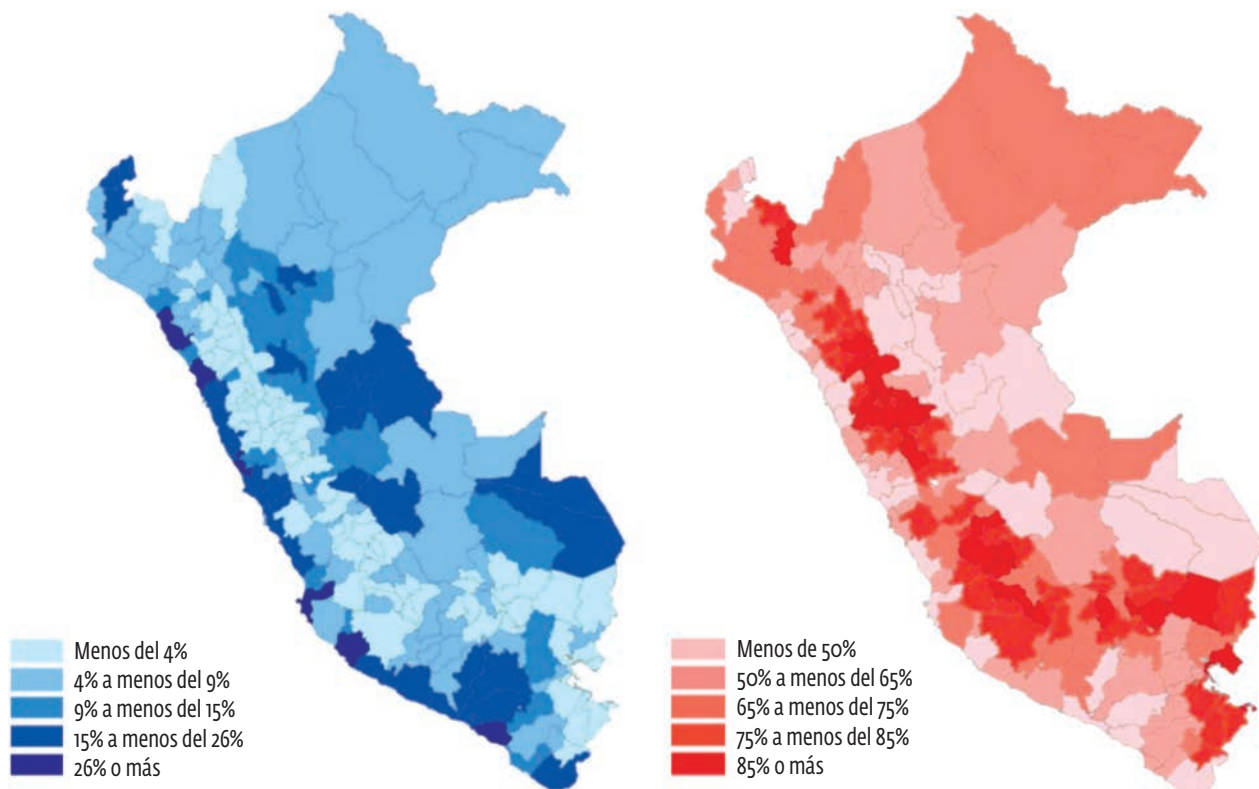 Menos del 4%
4% a menos del 9%
9% a menos del 15%
15% a menos del 26%
26% o más
Menos de 50%
50% a menos del 65%
65% a menos del 75%
75% a menos del 85%
85% o más